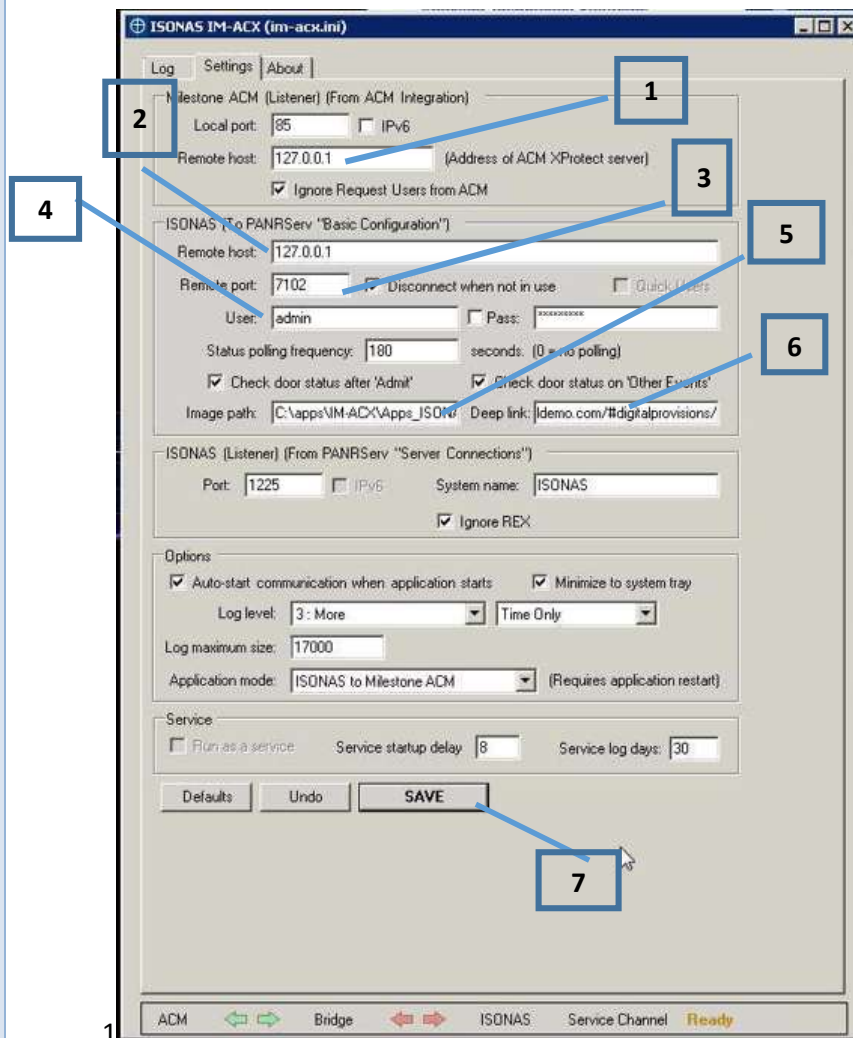 ISONAS IM-ACX (im-acx.ini)
Log Settings About
Milestone ACM (Listener) (From ACM Integration)
1
2
Local port: 85 IPv6
Remote host: 127.0.0.1 (Address of ACM XProtect server)
3
Ignore Request Users from ACM
4
ISONAS (To PANRServ "Basic Configuration")
5
Remote host: 127.0.0.1
Remote port: 7102 Disconnect when not in use Quick Users
User: admin Pass: *********
Status polling frequency: 180 seconds. (0 = no polling)
6
Check door status after 'Admit' Check door status on 'Other Events'
Image path: C:\apps\IM-ACX\Apps_ISON Deep link: ldemo.com/#digitalprovisions/
ISONAS (Listener) (From PANRServ "Server Connections")
Port: 1225 IPv6 System name: ISONAS
Ignore REX
Options
Auto-start communication when application starts Minimize to system tray
Log level: 3 : More Time Only
Log maximum size: 17000
Application mode: ISONAS to Milestone ACM (Requires application restart)
Service
Run as a service Service startup delay 8 Service log days: 30
Defaults Undo SAVE
7
ACM Bridge ISONAS Service Channel Ready
1